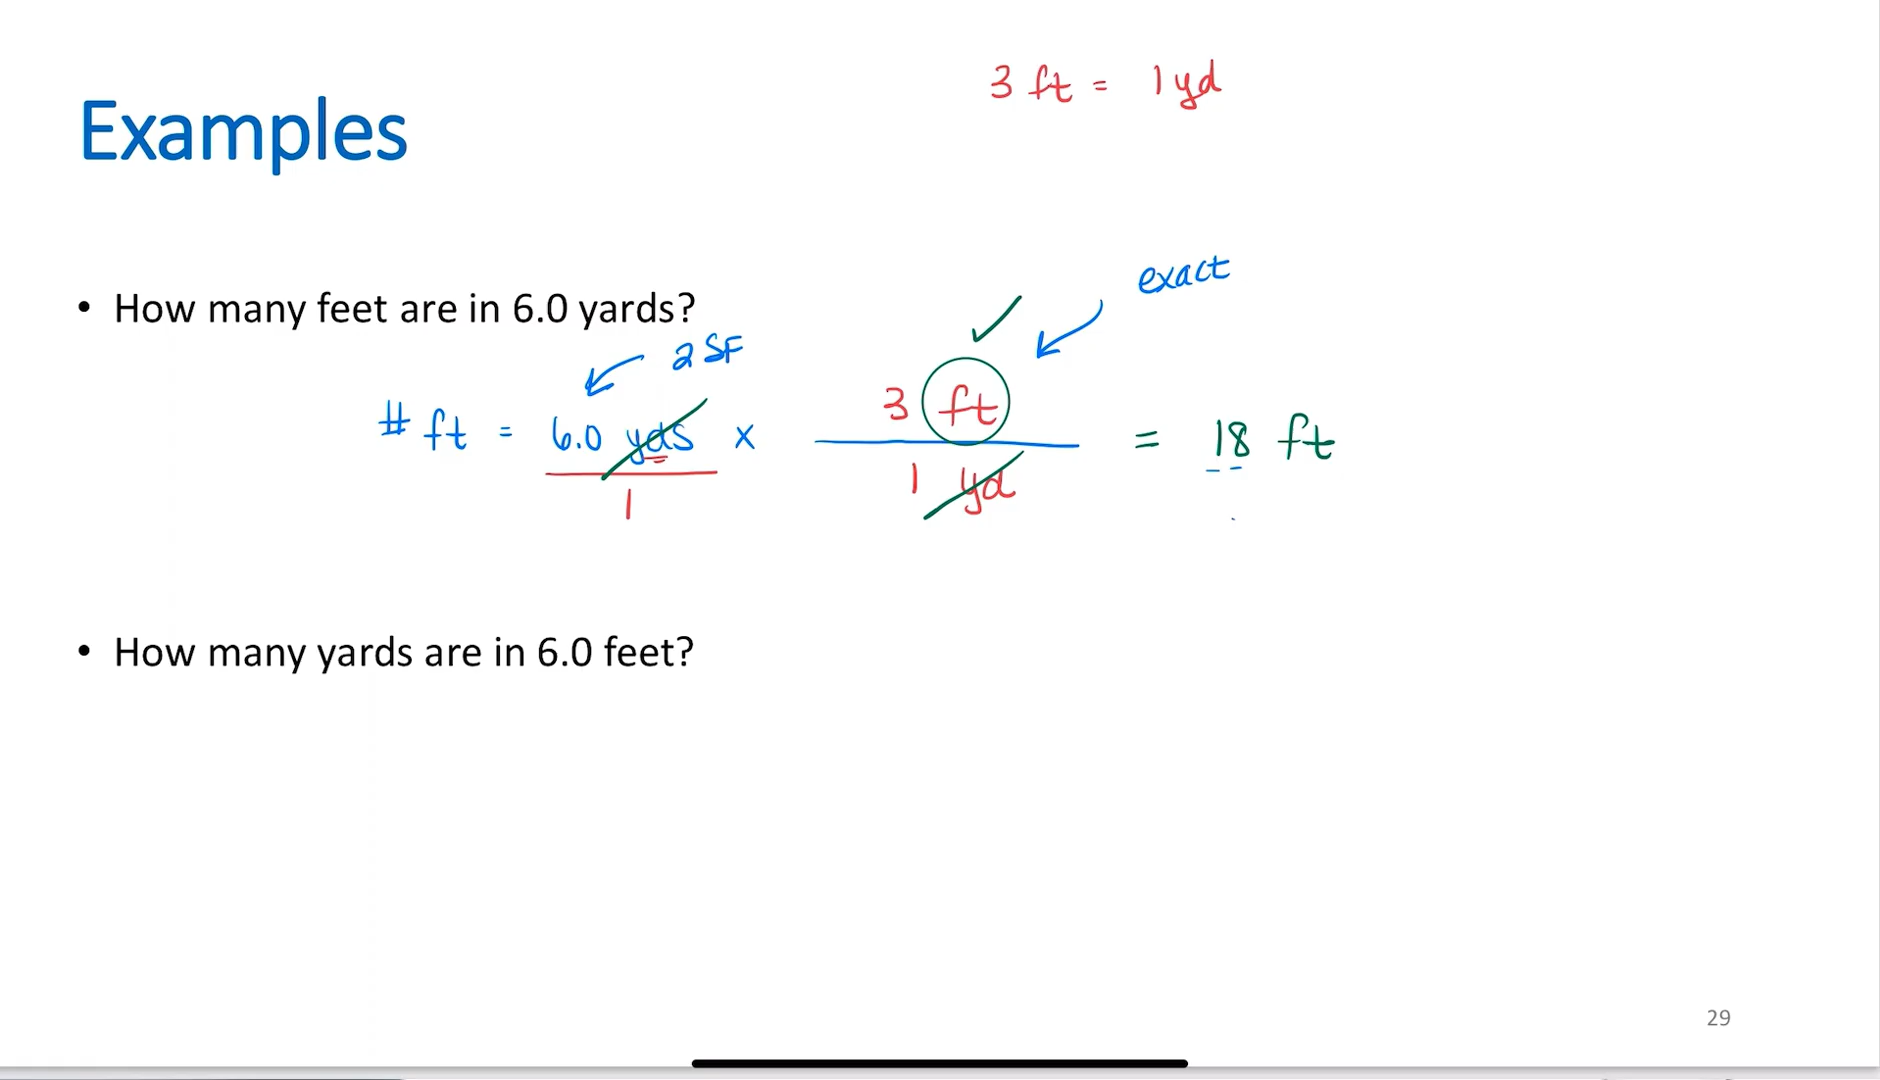 3 ft = 1 yd
Examples
exact
• How many feet are in 6.0 yards?
2 SF
# ft = 6.0 yds x 3 ft = 18 ft
1 1 yd
• How many yards are in 6.0 feet?
29